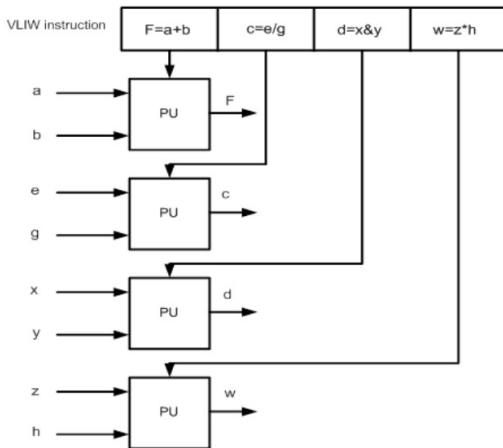 VLIW instruction
F=a+b
c=e/g
d=x&y
w=z*h
a
b
PU
F
e
g
PU
c
x
y
PU
d
z
h
PU
w